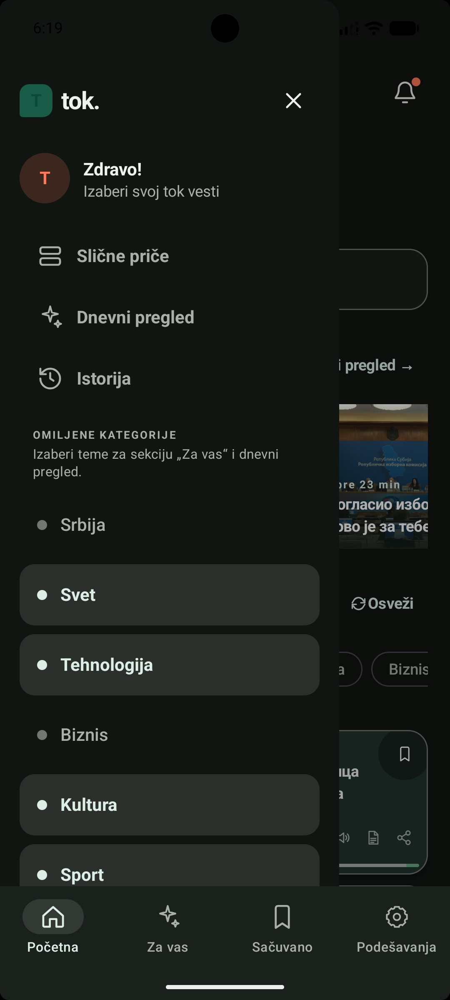 6:19
T
tok.
T
Zdravo!
Izaberi svoj tok vesti
Slične priče
Dnevni pregled
Istorija
OMILJENE KATEGORIJE
Izaberi teme za sekciju „Za vas“ i dnevni
pregled.
Srbija
Svet
Tehnologija
Biznis
Kultura
Sport
i pregled →
Република Србија
Републичка изборна комисија
pre 23 min
огласио избо
ово је за тебе
Osveži
a
Biznis
ица
а
Početna
Za vas
Sačuvano
Podešavanja